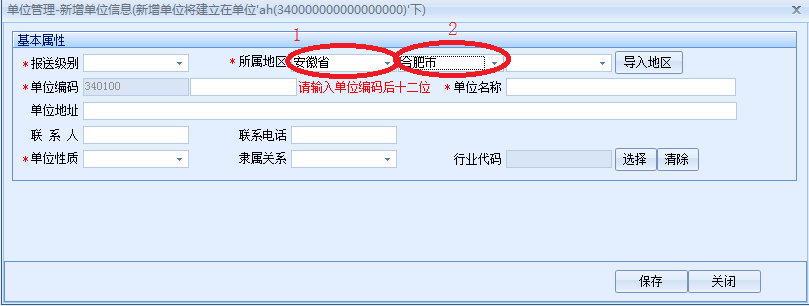 单位管理-新增单位信息(新增单位将建立在单位'ah(340000000000000000)'下)
1 2
基本属性
*报送级别 *所属地区 安徽省 合肥市 导入地区
*单位编码 340100 请输入单位编码后十二位 *单位名称
单位地址
联 系 人 联系电话
*单位性质 隶属关系 行业代码 选择 清除
保存 关闭